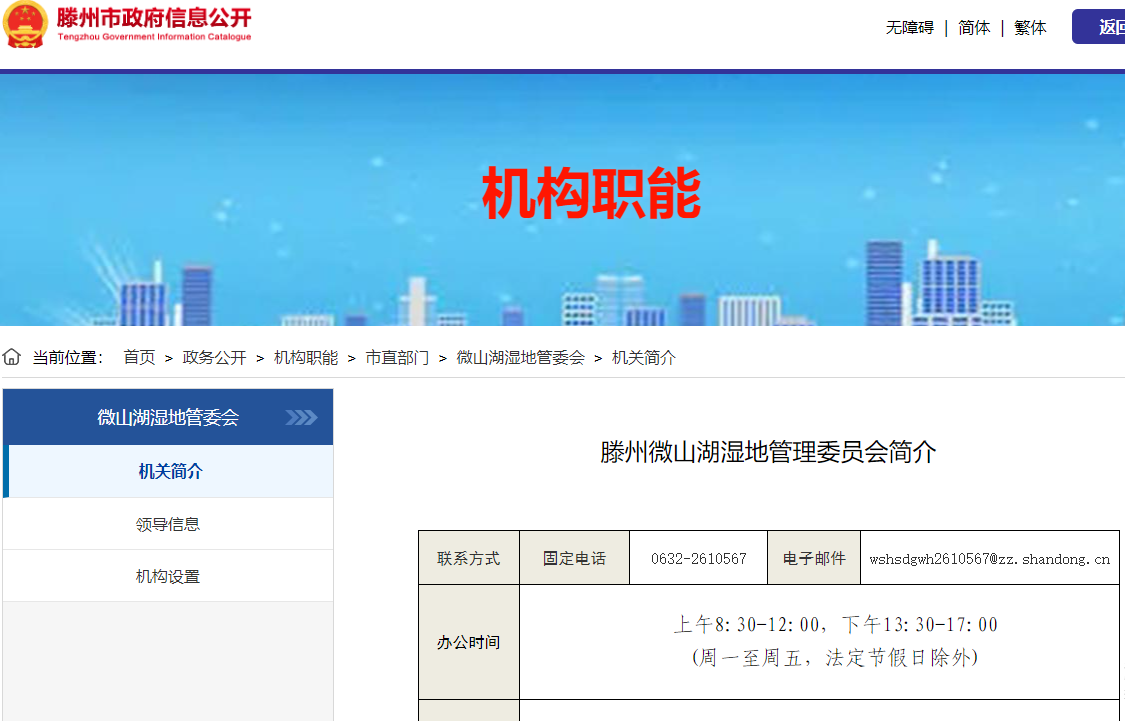 滕州市政府信息公开
Tengzhou Government Information Catalogue
无障碍 | 简体 | 繁体
返回
机构职能
当前位置： 首页 > 政务公开 > 机构职能 > 市直部门 > 微山湖湿地管委会 > 机关简介
微山湖湿地管委会
机关简介
领导信息
机构设置
滕州微山湖湿地管理委员会简介
联系方式 固定电话 0632-2610567 电子邮件 wshsdgwh2610567@zz.shandong.cn
办公时间
上午8:30-12:00，下午13:30-17:00
(周一至周五，法定节假日除外)